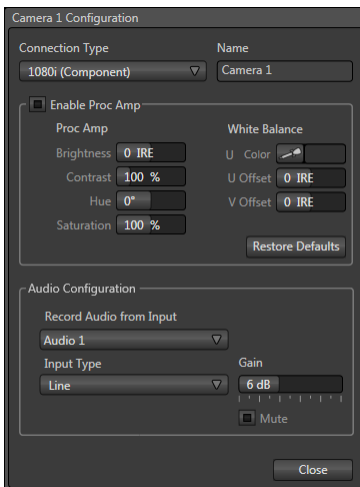 Camera 1 Configuration
Connection Type Name
1080i (Component) Camera 1
Enable Proc Amp
Proc Amp White Balance
Brightness 0 IRE U Color
Contrast 100 % U Offset 0 IRE
Hue 0° V Offset 0 IRE
Saturation 100 %
Restore Defaults
Audio Configuration
Record Audio from Input
Audio 1
Input Type Gain
Line 6 dB
Mute
Close